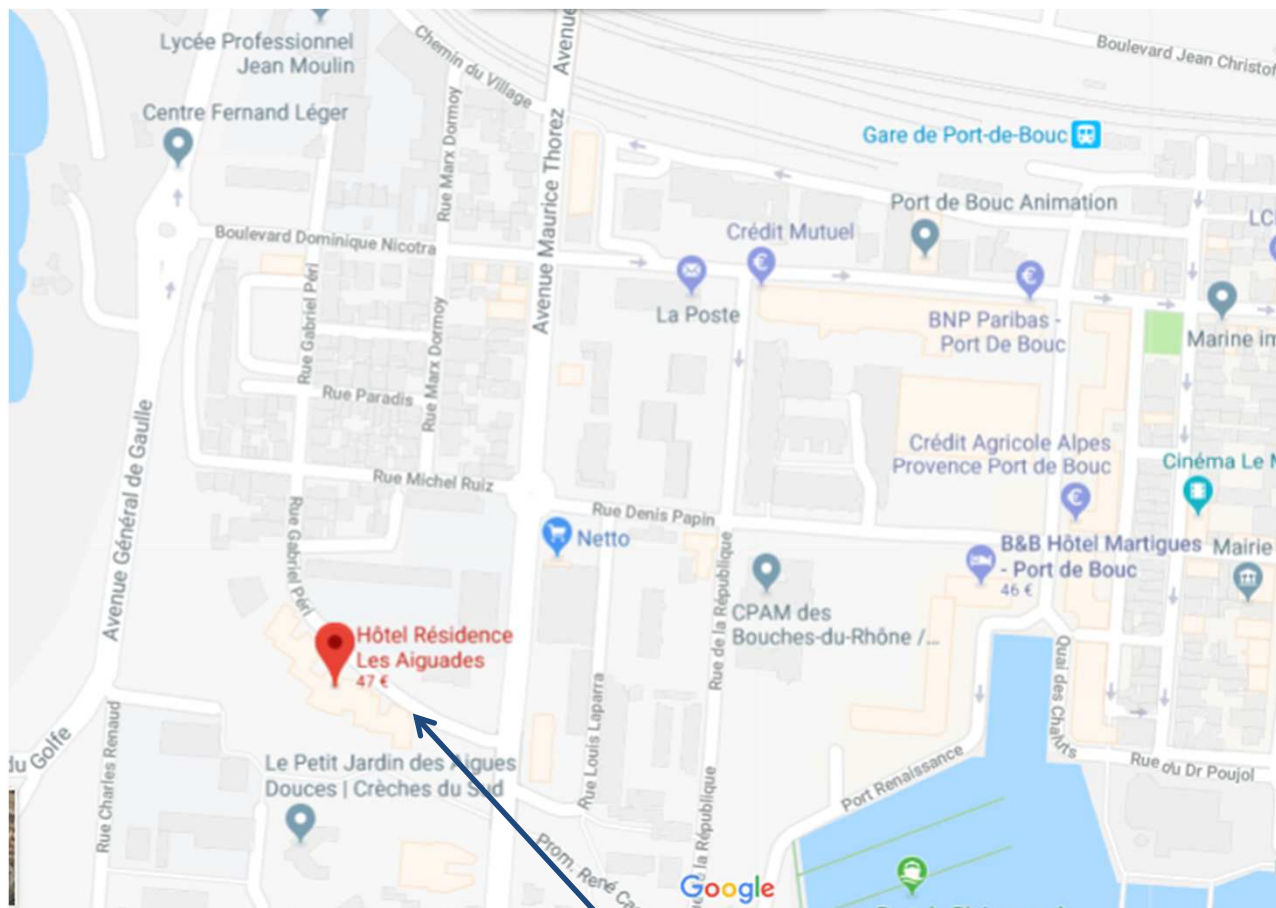 Lycée Professionnel
Jean Moulin
Centre Fernand Léger
Chemin du Village
Avenue
Boulevard Jean Christof
Gare de Port-de-Bouc
Rue Marx Dormoy
Avenue Maurice Thorez
Port de Bouc Animation
Crédit Mutuel
LC
Boulevard Dominique Nicotra
La Poste
BNP Paribas -
Port De Bouc
Marine im
Rue Gabriel Péri
Rue Marx Dormoy
Rue Paradis
Avenue Général de Gaulle
Crédit Agricole Alpes
Provence Port de Bouc
Cinéma Le
Rue Michel Ruiz
Rue Denis Papin
Netto
B&B Hôtel Martigues
- Port de Bouc
46 €
Mairie
Rue Gabriel Péri
CPAM des
Bouches-du-Rhône /...
Rue de la République
Hôtel Résidence
Les Aiguades
47 €
Quai des Chalûts
du Golfe
Rue Charles Renaud
Le Petit Jardin des Aigues
Douces | Crèches du Sud
Rue Louis Laparra
Port Renaissance
Rue du Dr Poujol
la République
Prom. René
Google